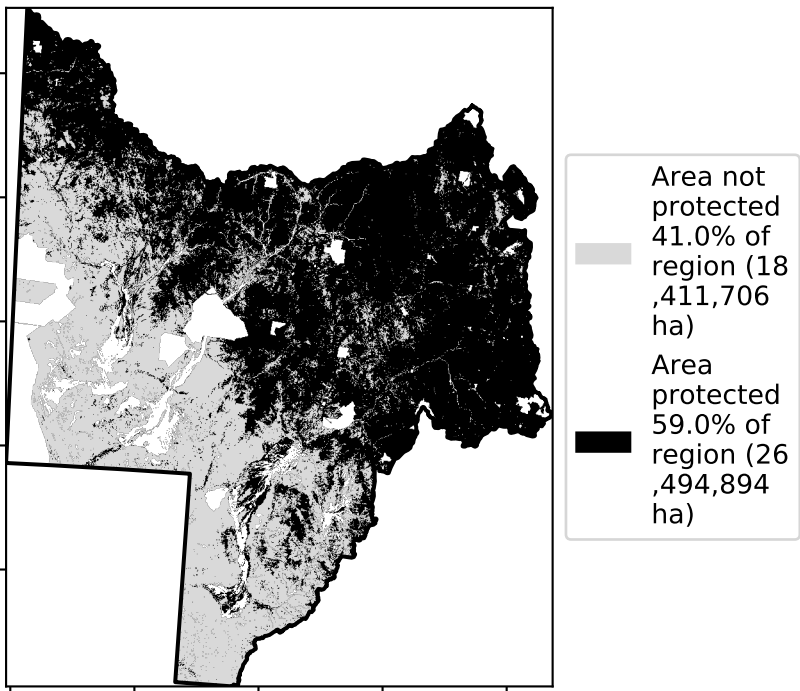 Area not
protected
41.0% of
region (18
,411,706
ha)
Area
protected
59.0% of
region (26
,494,894
ha)